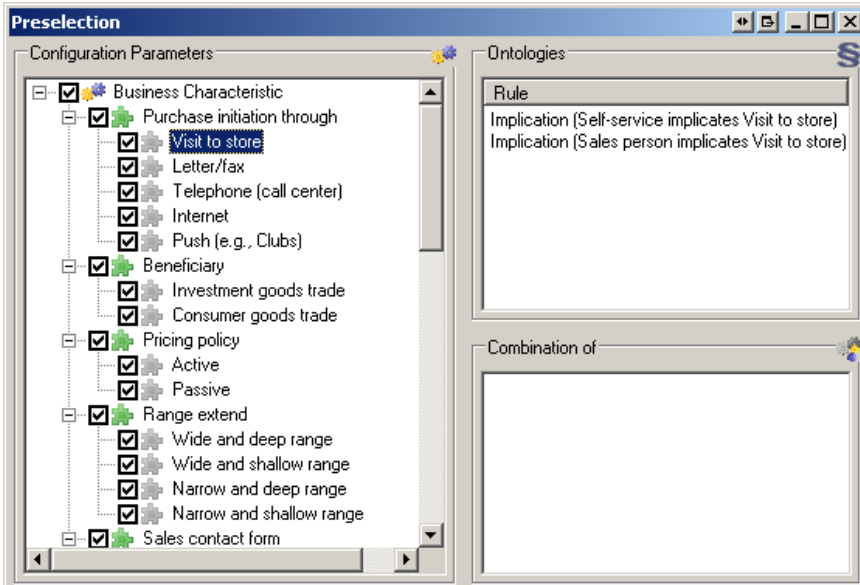 Preselection
Configuration Parameters
Business Characteristic
Purchase initiation through
Visit to store
Letter/fax
Telephone (call center)
Internet
Push (e.g., Clubs)
Beneficiary
Investment goods trade
Consumer goods trade
Pricing policy
Active
Passive
Range extend
Wide and deep range
Wide and shallow range
Narrow and deep range
Narrow and shallow range
Sales contact form
Ontologies
Rule
Implication (Self-service implicates Visit to store)
Implication (Sales person implicates Visit to store)
Combination of